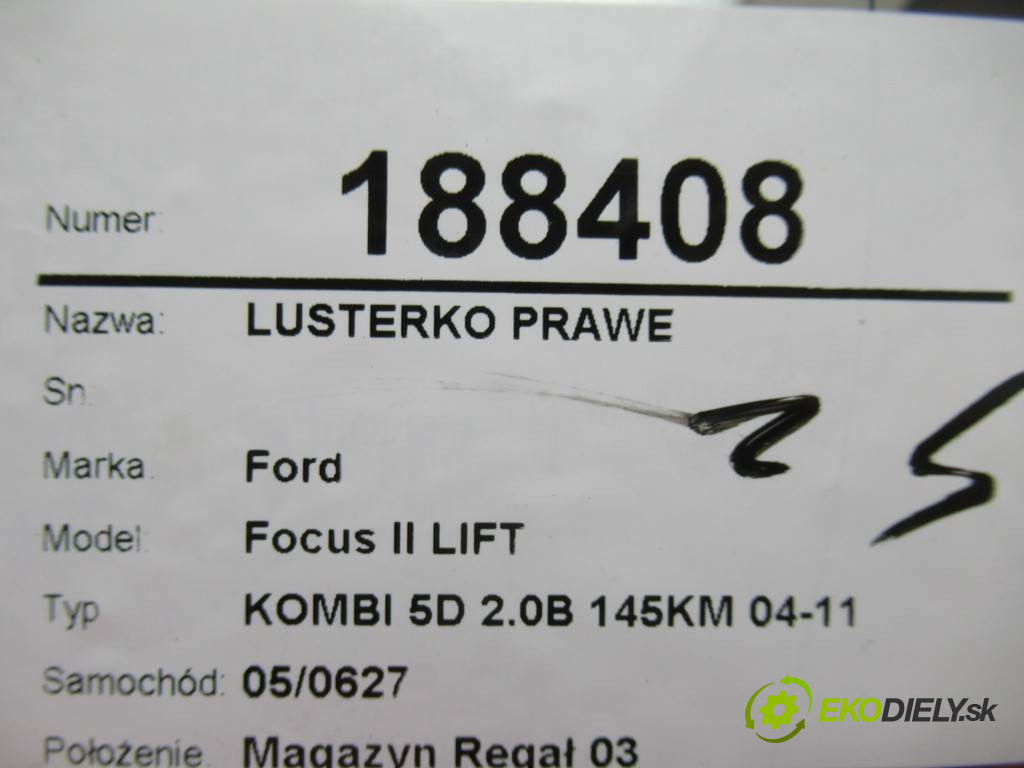 Numer: 188408
Nazwa: LUSTERKO PRAWE
Sn:
Marka: Ford
Model: Focus II LIFT
Typ KOMBI 5D 2.0B 145KM 04-11
Samochód: 05/0627
Położenie Magazyn Regał 03
EKODIELY.sk